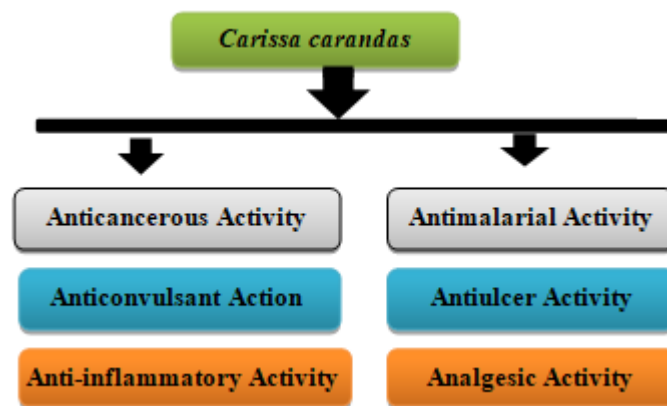 Carissa carandas
Anticancerous Activity
Antimalarial Activity
Anticonvulsant Action
Antiulcer Activity
Anti-inflammatory Activity
Analgesic Activity